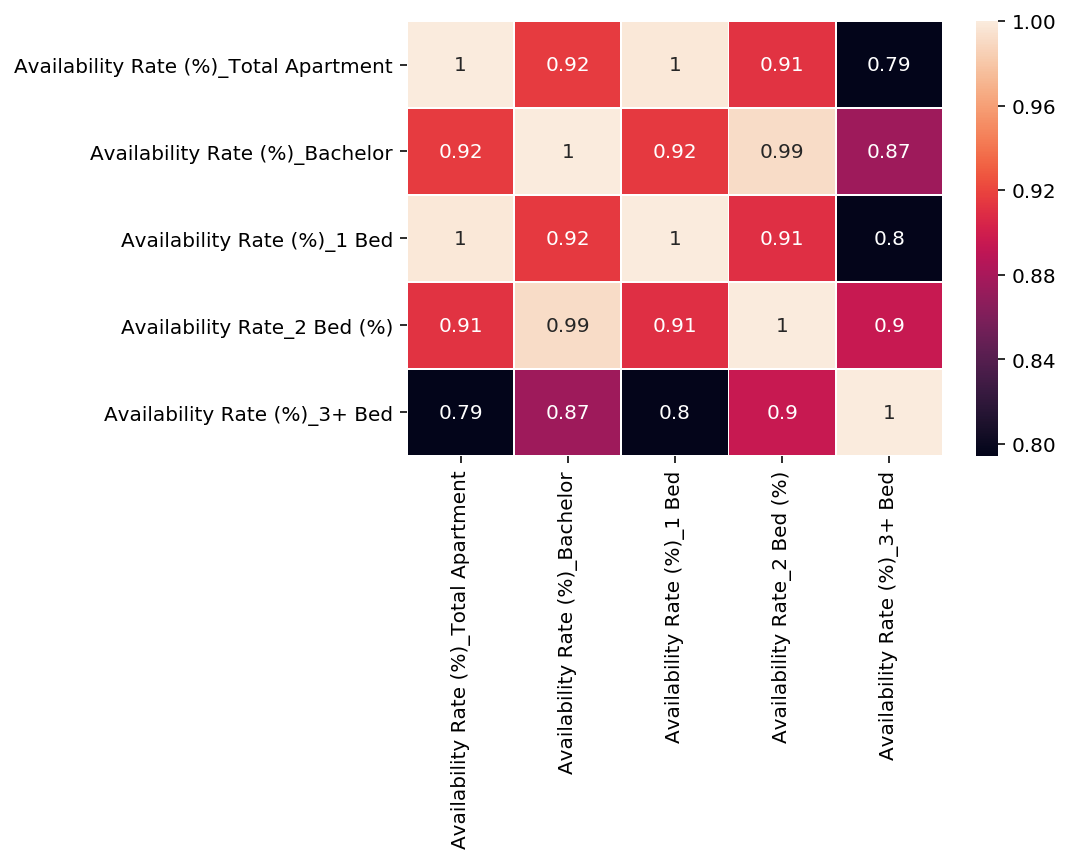 Availability Rate (%)_Total Apartment 1 0.92 1 0.91 0.79
Availability Rate (%)_Bachelor 0.92 1 0.92 0.99 0.87
Availability Rate (%)_1 Bed 1 0.92 1 0.91 0.8
Availability Rate_2 Bed (%) 0.91 0.99 0.91 1 0.9
Availability Rate (%)_3+ Bed 0.79 0.87 0.8 0.9 1
Availability Rate (%)_Total Apartment
Availability Rate (%)_Bachelor
Availability Rate (%)_1 Bed
Availability Rate_2 Bed (%)
Availability Rate (%)_3+ Bed
1.00
0.96
0.92
0.88
0.84
0.80